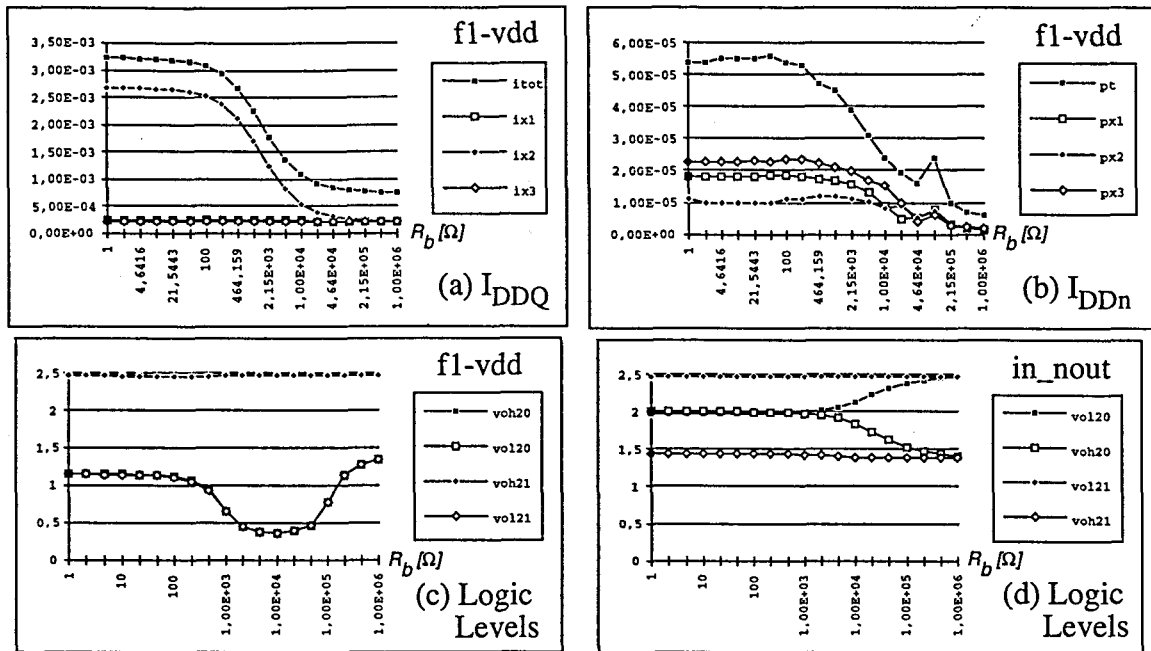 f1-vdd
3,50E-03
3,00E-03
2,50E-03
2,00E-03
1,50E-03
1,00E-03
5,00E-04
0,00E+00
itot
ix1
ix2
ix3
1
4,6416
21,5443
100
464,159
2,15E+03
1,00E+04
4,64E+04
2,15E+05
1,00E+06
R_b [Ω]
(a) I_DDQ
f1-vdd
6,00E-05
5,00E-05
4,00E-05
3,00E-05
2,00E-05
1,00E-05
0,00E+00
pt
px1
px2
px3
1
4,6416
21,5443
100
464,159
2,15E+03
1,00E+04
4,64E+04
2,15E+05
1,00E+06
R_b [Ω]
(b) I_DDn
f1-vdd
2,5
2
1,5
1
0,5
0
voh20
vol20
voh21
vol21
1
10
100
1,00E+03
1,00E+04
1,00E+05
1,00E+06
R_b [Ω]
(c) Logic
Levels
in_nout
2,5
2
1,5
1
0,5
0
vol20
voh20
vol21
voh21
1
10
100
1,00E+03
1,00E+04
1,00E+05
1,00E+06
R_b [Ω]
(d) Logic
Levels